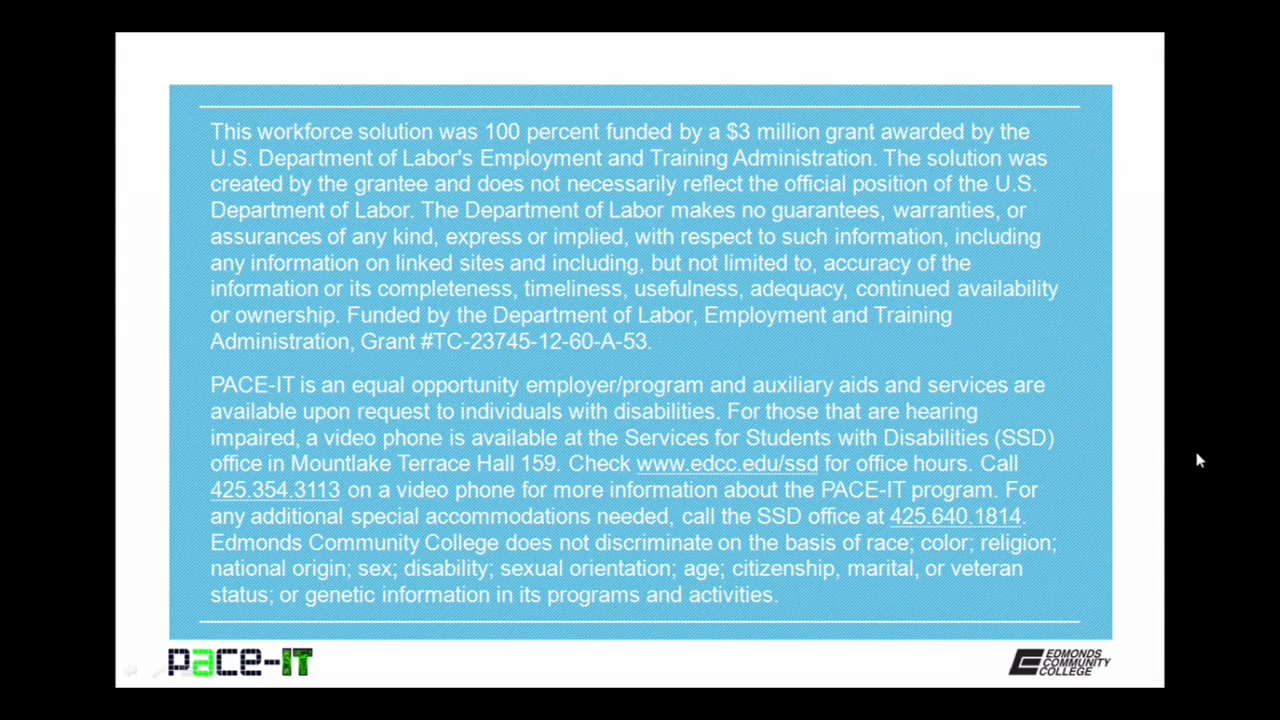 This workforce solution was 100 percent funded by a $3 million grant awarded by the
U.S. Department of Labor's Employment and Training Administration. The solution was
created by the grantee and does not necessarily reflect the official position of the U.S.
Department of Labor. The Department of Labor makes no guarantees, warranties, or
assurances of any kind, express or implied, with respect to such information, including
any information on linked sites and including, but not limited to, accuracy of the
information or its completeness, timeliness, usefulness, adequacy, continued availability
or ownership. Funded by the Department of Labor, Employment and Training
Administration, Grant #TC-23745-12-60-A-53.
PACE-IT is an equal opportunity employer/program and auxiliary aids and services are
available upon request to individuals with disabilities. For those that are hearing
impaired, a video phone is available at the Services for Students with Disabilities (SSD)
office in Mountlake Terrace Hall 159. Check www.edcc.edu/ssd for office hours. Call
425.354.3113 on a video phone for more information about the PACE-IT program. For
any additional special accommodations needed, call the SSD office at 425.640.1814.
Edmonds Community College does not discriminate on the basis of race; color; religion;
national origin; sex; disability; sexual orientation; age; citizenship, marital, or veteran
status; or genetic information in its programs and activities.
pace-IT
EDMONDS
COMMUNITY
COLLEGE